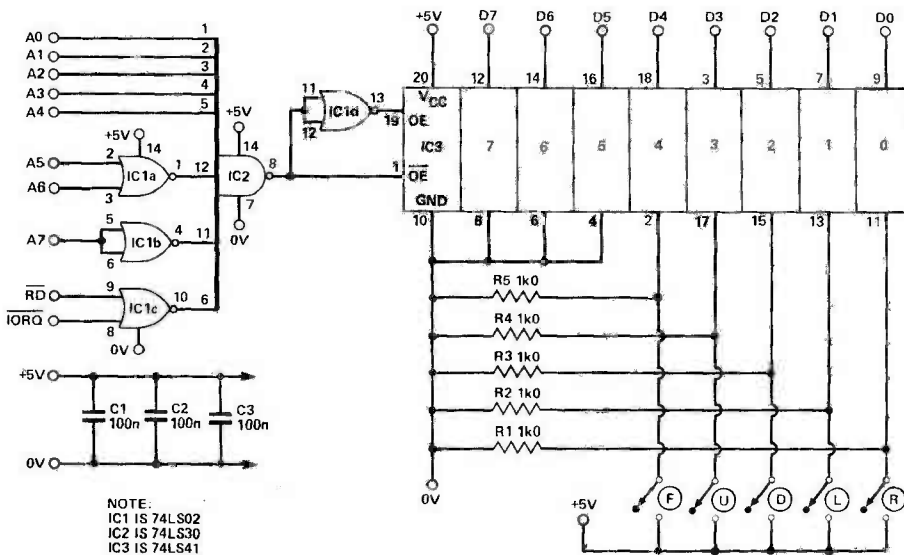 +5V D7 D6 D5 D4 D3 D2 D1 D0
20 12 14 16 18 3 5 7 9
A0 1
A1 2
A2 3
A3 4
A4 5
+5V
14
A5 2
A6 3
IC1a 1 12
+5V
14
IC2 8
7
0V
11
12
IC1d 13
19
1
VCC
OE
IC3
OE
GND
7 6 5 4 3 2 1 0
10 8 6 4 2 17 15 13 11
A7 5
6
IC1b 4 11
RD 9
IORQ 8
IC1c 10 6
0V
R5 1k0
R4 1k0
R3 1k0
R2 1k0
R1 1k0
0V
+5V
C1
100n
C2
100n
C3
100n
0V
F U D L R
+5V
NOTE:
IC1 IS 74LS02
IC2 IS 74LS30
IC3 IS 74LS41